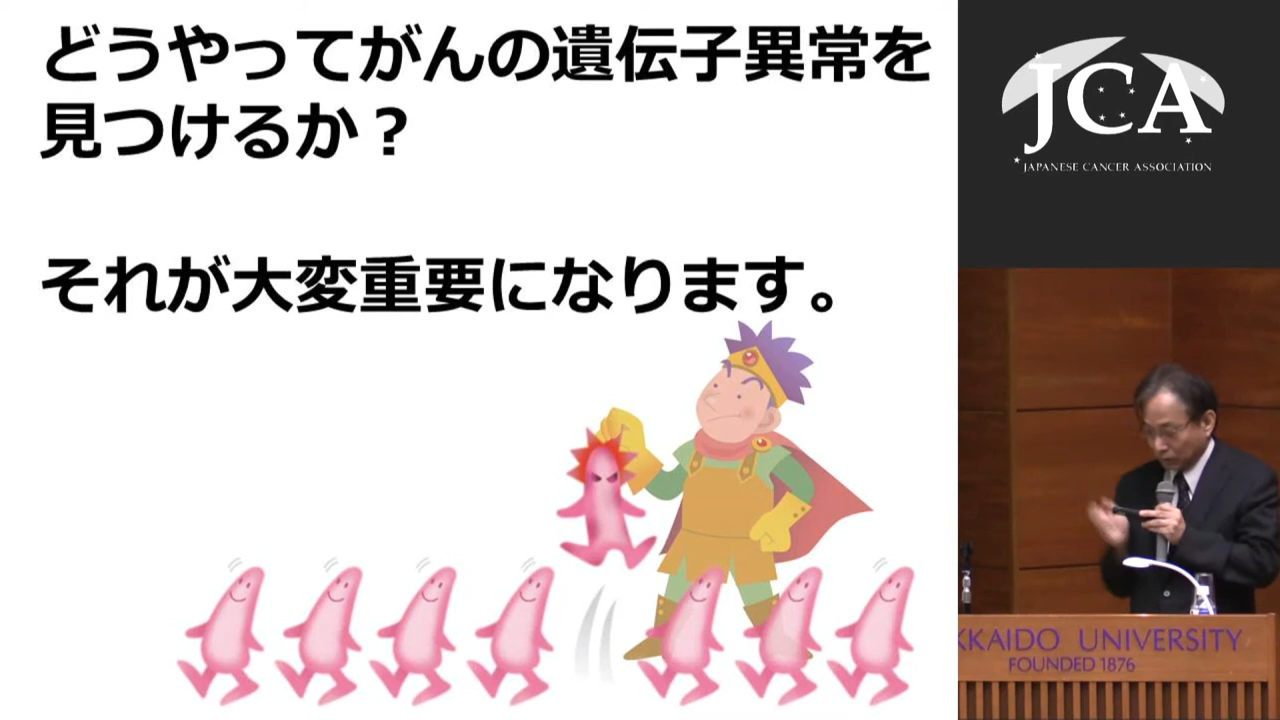 どうやってがんの遺伝子異常を
見つけるか？
それが大変重要になります。
JCA
JAPANESE CANCER ASSOCIATION
KKAIDO UNIVERSITY
FOUNDED 1876